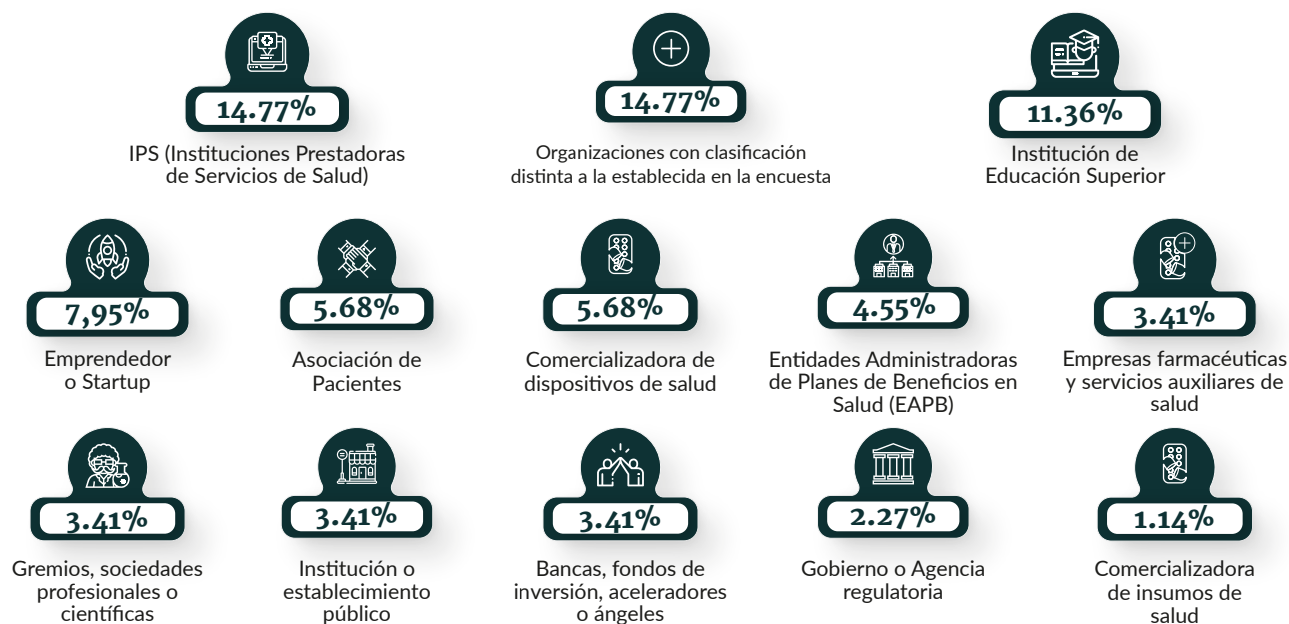 14.77%
IPS (Instituciones Prestadoras
de Servicios de Salud)
14.77%
Organizaciones con clasificación
distinta a la establecida en la encuesta
11.36%
Institución de
Educación Superior
7,95%
Emprendedor
o Startup
5.68%
Asociación de
Pacientes
5.68%
Comercializadora de
dispositivos de salud
4.55%
Entidades Administradoras
de Planes de Beneficios en
Salud (EAPB)
3.41%
Empresas farmacéuticas
y servicios auxiliares de
salud
3.41%
Gremios, sociedades
profesionales o
científicas
3.41%
Institución o
establecimiento
público
3.41%
Bancas, fondos de
inversión, aceleradores
o ángeles
2.27%
Gobierno o Agencia
regulatoria
1.14%
Comercializadora
de insumos de
salud